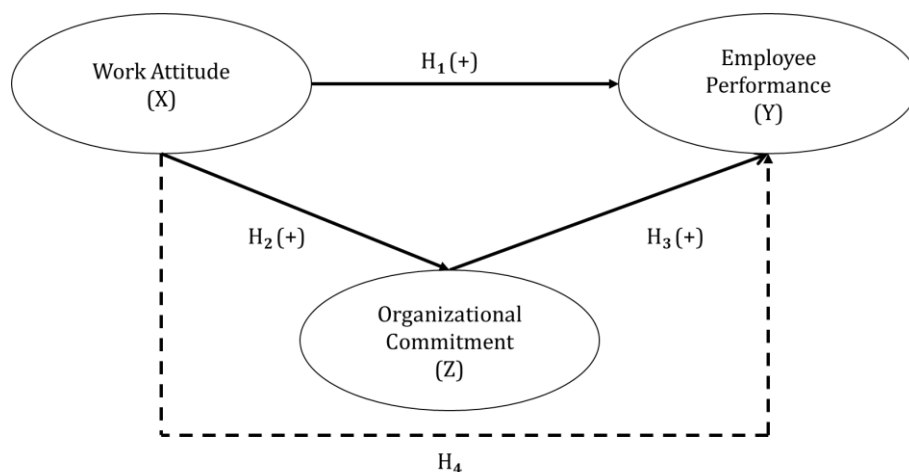 Work Attitude
(X)
H₁ (+)
Employee
Performance
(Y)
H₂ (+)
H₃ (+)
Organizational
Commitment
(Z)
H₄